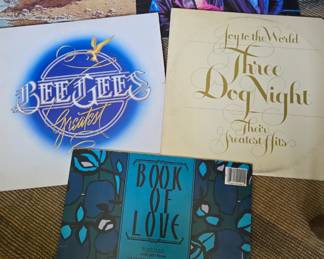 BEE GEES
Greatest
Joy to the World
Three
Dog Night
Their
Greatest Hits
BOOK
OF
LOVE